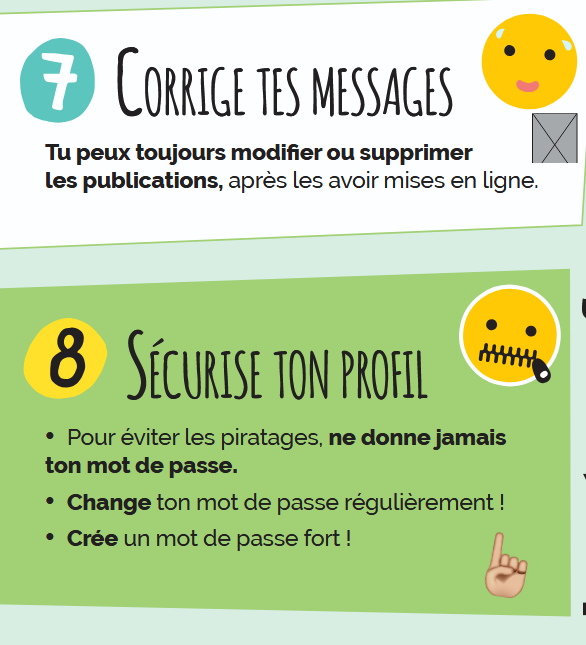 7 CORRIGE TES MESSAGES
Tu peux toujours modifier ou supprimer
les publications, après les avoir mises en ligne.
8 SÉCURISE TON PROFIL
• Pour éviter les piratages, ne donne jamais
ton mot de passe.
• Change ton mot de passe régulièrement !
• Crée un mot de passe fort !